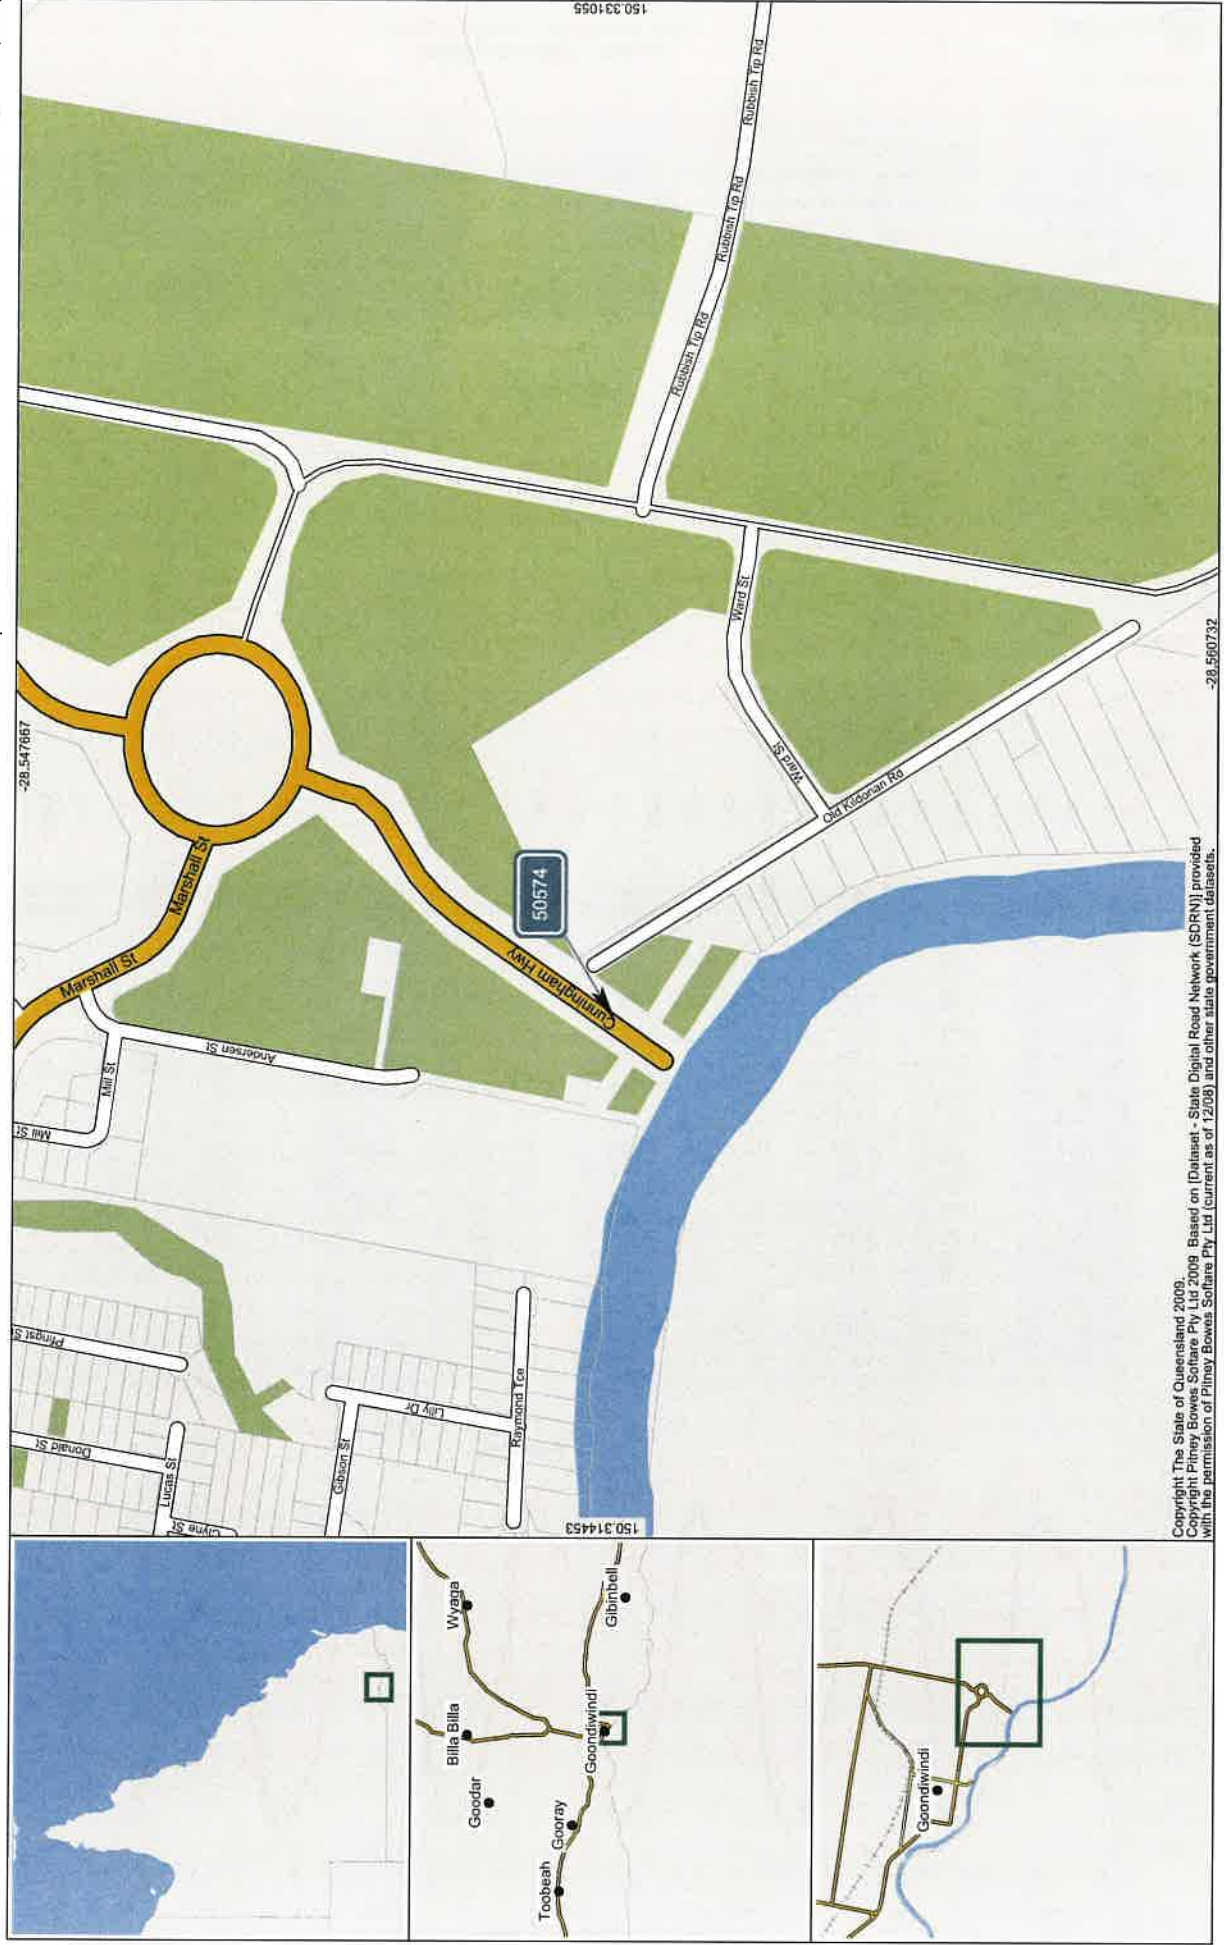 -28.547667
150.331055
Marshall St
Marshall St
Mill St
Mill St
Andersen St
Cunningham Hwy
50574
Rubbish Tip Rd
Rubbish Tip Rd
Rubbish Tip Rd
Ward St
Ward St
Old Kildonan Rd
Pfingst St
Donald St
Lucas St
Clyne St
Gibson St
Lilly Dr
Raymond Tce
150.314453
-28.560732
Copyright The State of Queensland 2009.
Copyright Pitney Bowes Softare Pty Ltd 2009 Based on [Dataset - State Digital Road Network (SDRN)] provided
with the permission of Pitney Bowes Softare Pty Ltd (current as of 12/08) and other state government datasets.
Wyaga
Billa Billa
Goodar
Gooray
Toobeah
Goondiwindi
Gibinbell
Goondiwindi